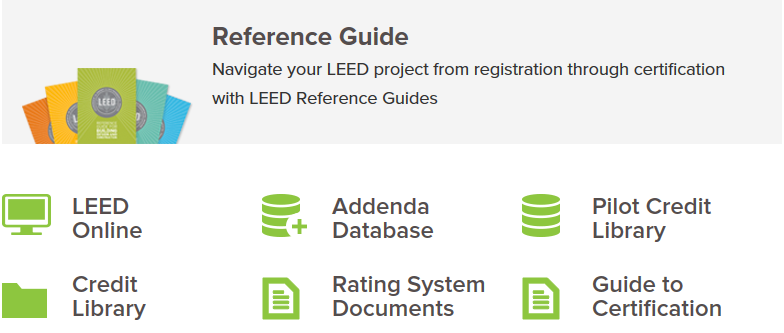 Reference Guide
Navigate your LEED project from registration through certification
with LEED Reference Guides
LEED
LEED
Online
Addenda
Database
Pilot Credit
Library
Credit
Library
Rating System
Documents
Guide to
Certification